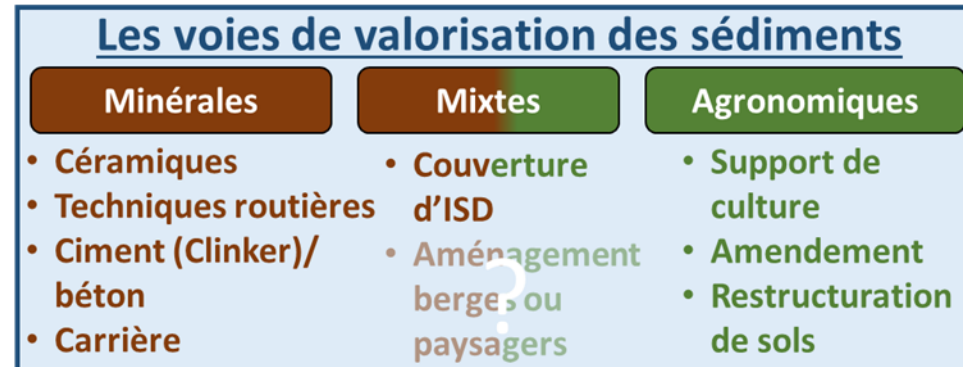 Les voies de valorisation des sédiments
Minérales
• Céramiques
• Techniques routières
• Ciment (Clinker)/
béton
• Carrière
Mixtes
• Couverture
d’ISD
• Aménagement
berges ou
paysagers
?
Agronomiques
• Support de
culture
• Amendement
• Restructuration
de sols